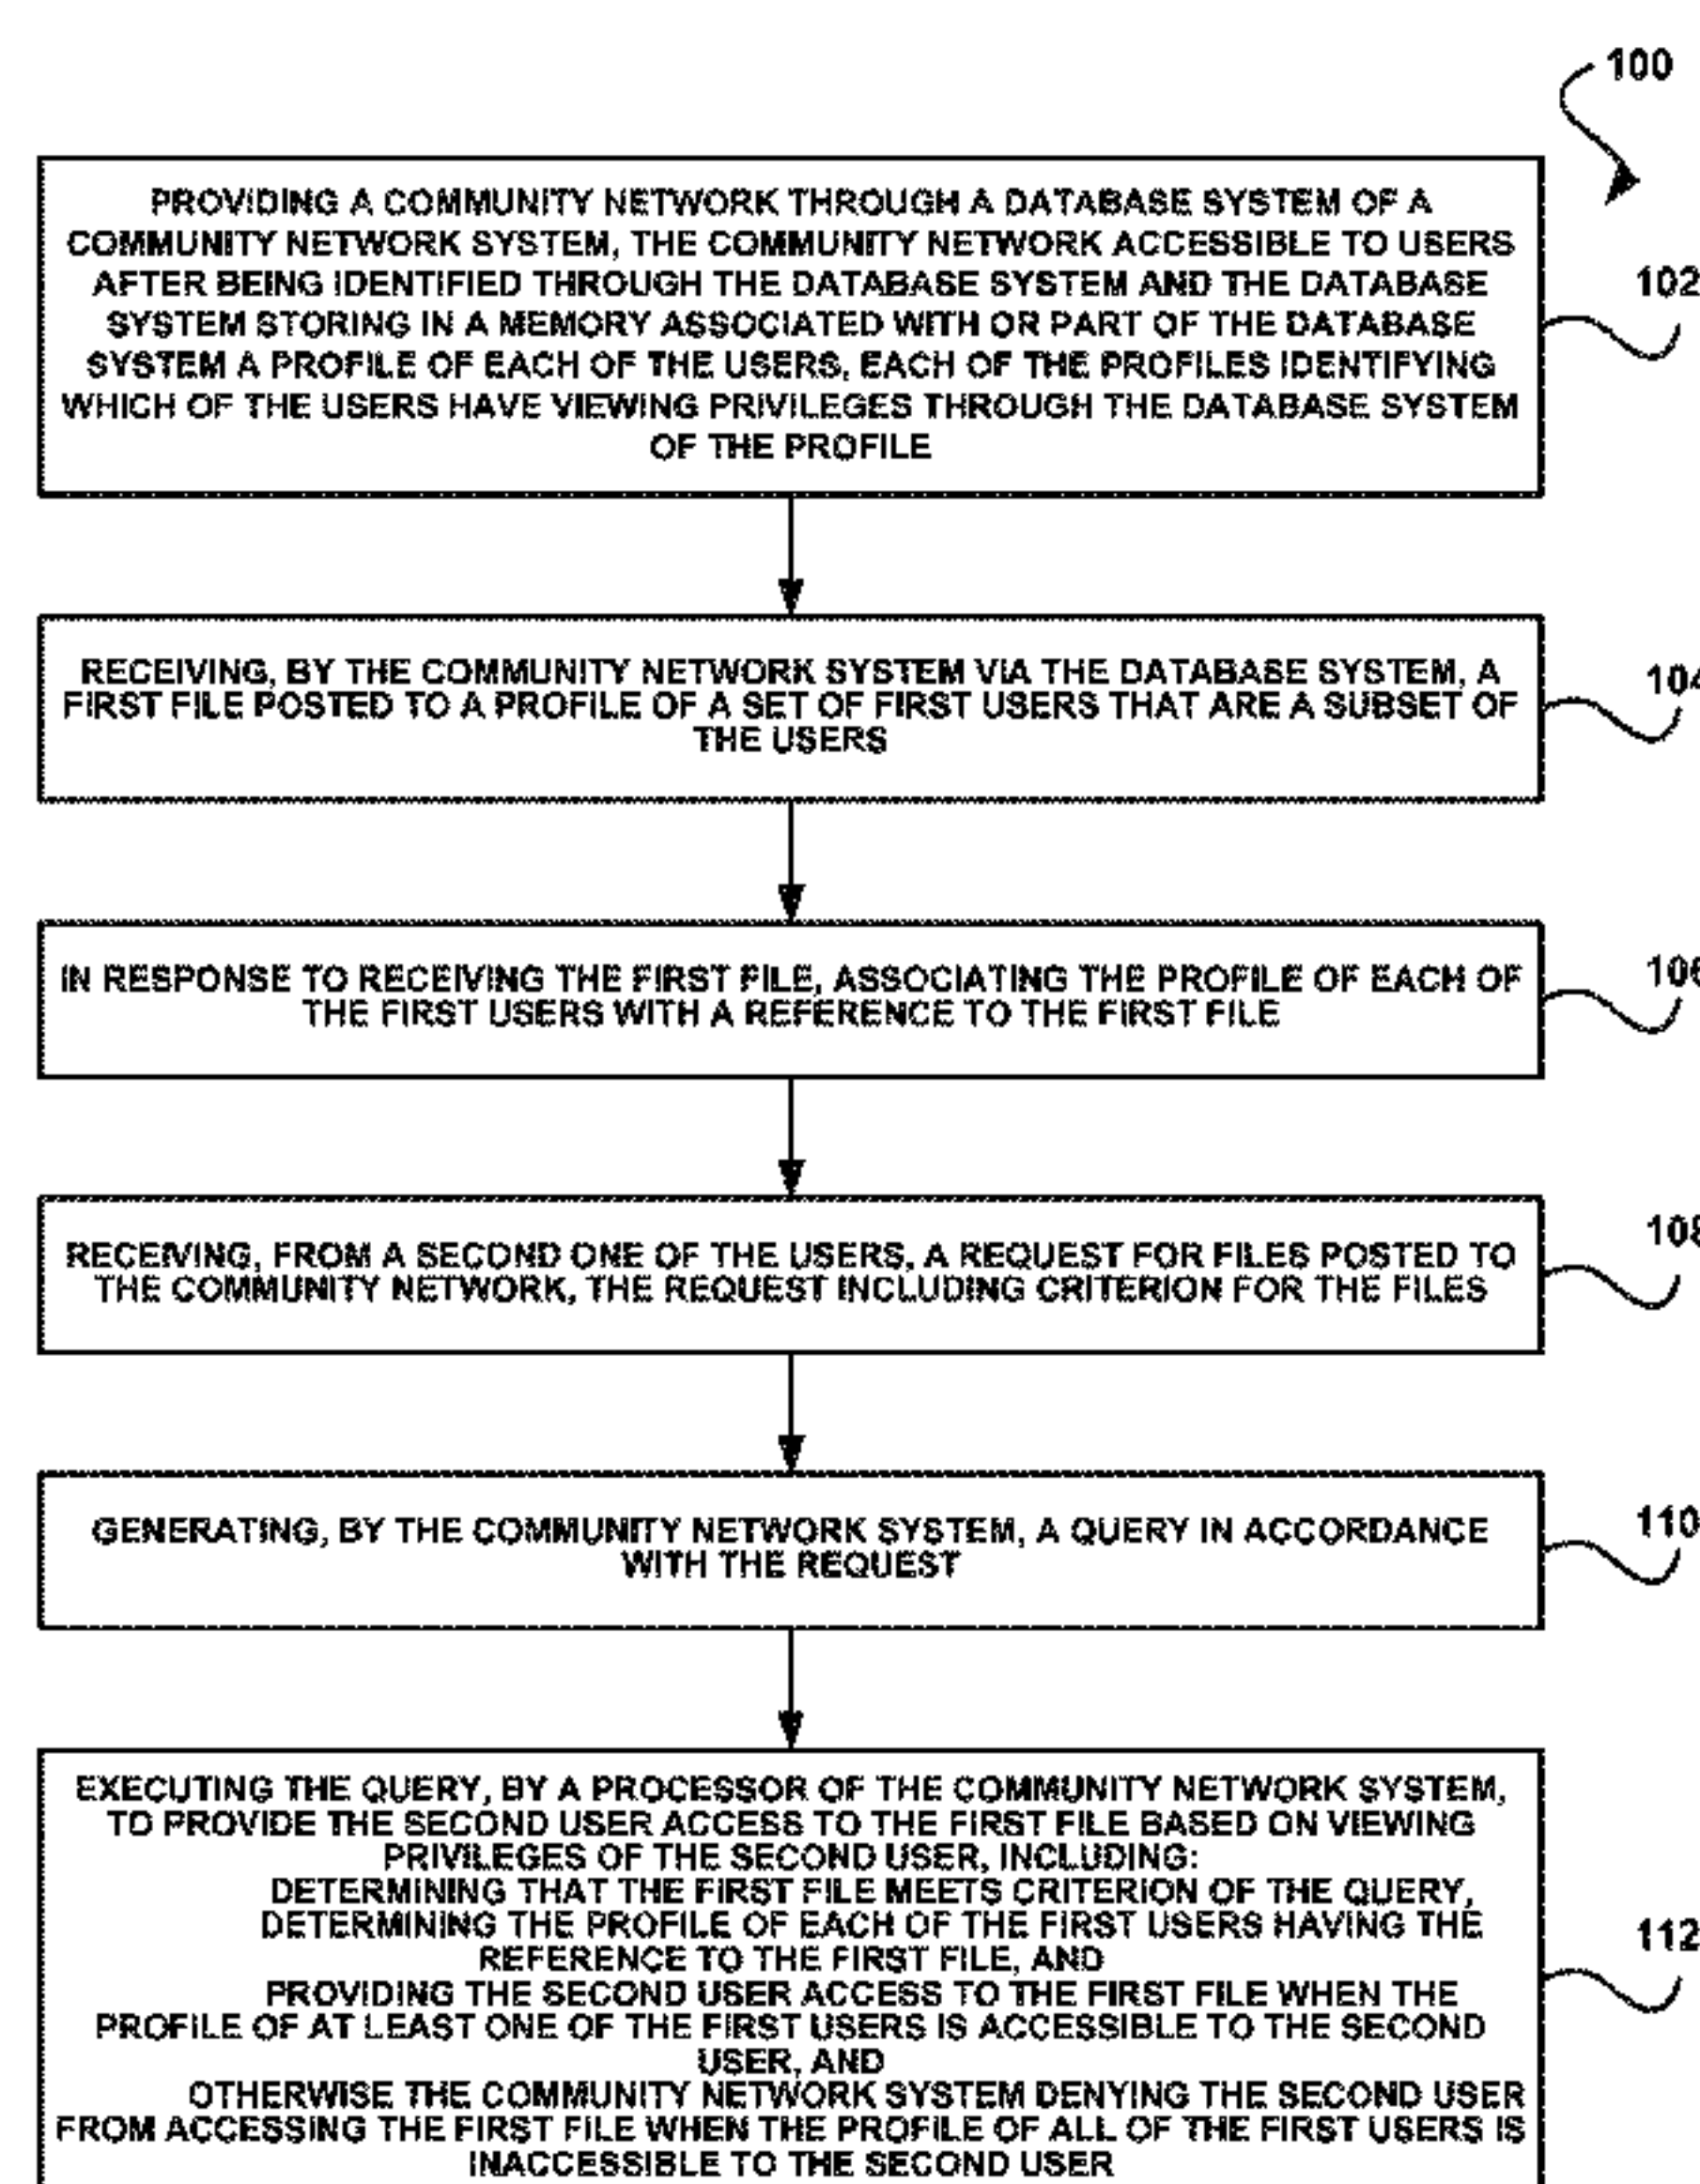 100
PROVIDING A COMMUNITY NETWORK THROUGH A DATABASE SYSTEM OF A
COMMUNITY NETWORK SYSTEM, THE COMMUNITY NETWORK ACCESSIBLE TO USERS
AFTER BEING IDENTIFIED THROUGH THE DATABASE SYSTEM AND THE DATABASE
SYSTEM STORING IN A MEMORY ASSOCIATED WITH OR PART OF THE DATABASE
SYSTEM A PROFILE OF EACH OF THE USERS, EACH OF THE PROFILES IDENTIFYING
WHICH OF THE USERS HAVE VIEWING PRIVILEGES THROUGH THE DATABASE SYSTEM
OF THE PROFILE
102
RECEIVING, BY THE COMMUNITY NETWORK SYSTEM VIA THE DATABASE SYSTEM, A
FIRST FILE POSTED TO A PROFILE OF A SET OF FIRST USERS THAT ARE A SUBSET OF
THE USERS
104
IN RESPONSE TO RECEIVING THE FIRST FILE, ASSOCIATING THE PROFILE OF EACH OF
THE FIRST USERS WITH A REFERENCE TO THE FIRST FILE
106
RECEIVING, FROM A SECOND ONE OF THE USERS, A REQUEST FOR FILES POSTED TO
THE COMMUNITY NETWORK, THE REQUEST INCLUDING CRITERION FOR THE FILES
108
GENERATING, BY THE COMMUNITY NETWORK SYSTEM, A QUERY IN ACCORDANCE
WITH THE REQUEST
110
EXECUTING THE QUERY, BY A PROCESSOR OF THE COMMUNITY NETWORK SYSTEM,
TO PROVIDE THE SECOND USER ACCESS TO THE FIRST FILE BASED ON VIEWING
PRIVILEGES OF THE SECOND USER, INCLUDING:
DETERMINING THAT THE FIRST FILE MEETS CRITERION OF THE QUERY,
DETERMINING THE PROFILE OF EACH OF THE FIRST USERS HAVING THE
REFERENCE TO THE FIRST FILE, AND
PROVIDING THE SECOND USER ACCESS TO THE FIRST FILE WHEN THE
PROFILE OF AT LEAST ONE OF THE FIRST USERS IS ACCESSIBLE TO THE SECOND
USER, AND
OTHERWISE THE COMMUNITY NETWORK SYSTEM DENYING THE SECOND USER
FROM ACCESSING THE FIRST FILE WHEN THE PROFILE OF ALL OF THE FIRST USERS IS
INACCESSIBLE TO THE SECOND USER
112